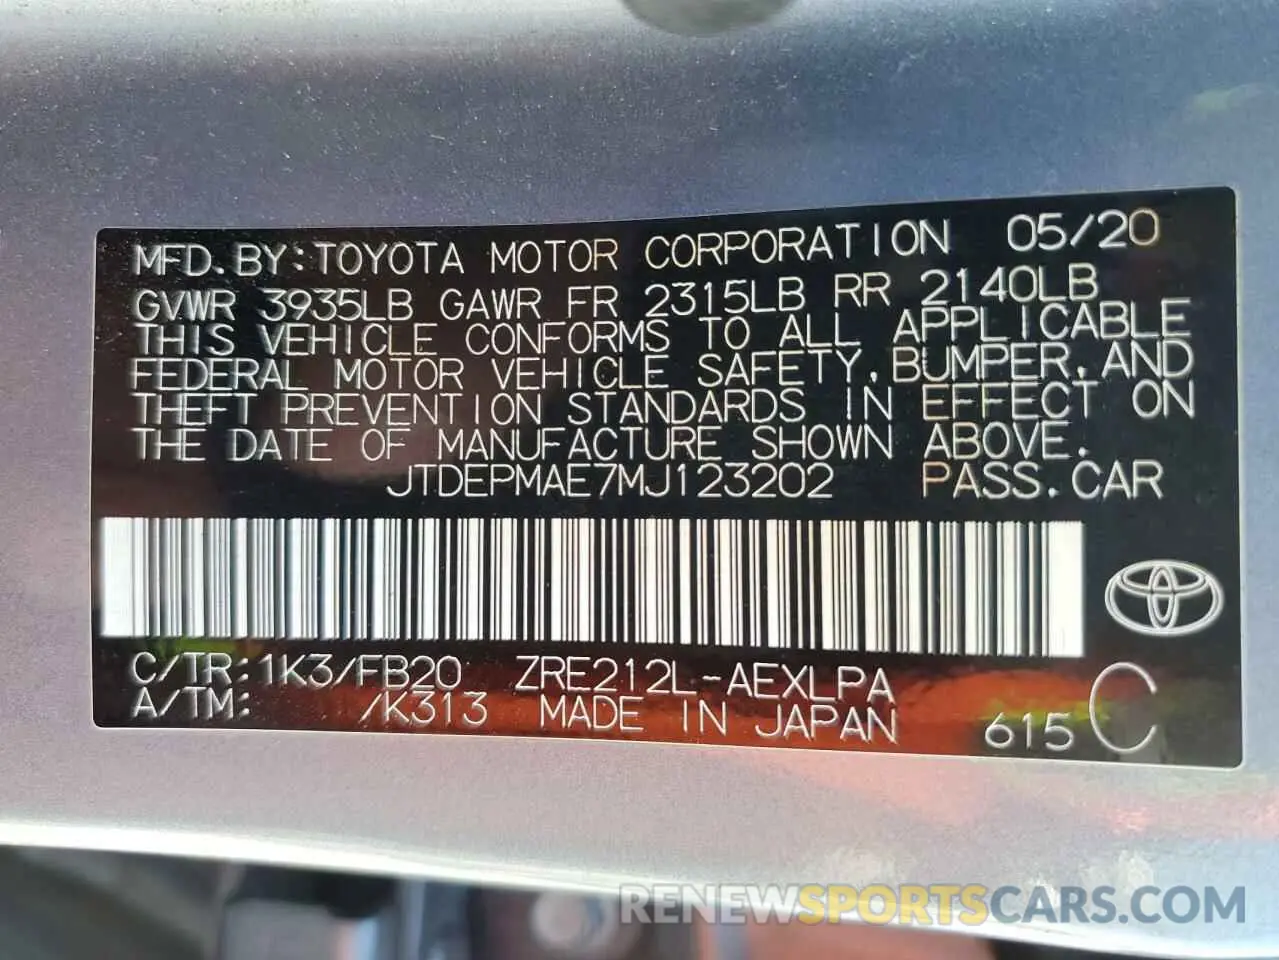 MFD.BY:TOYOTA MOTOR CORPORATION 05/20
GVWR 3935LB GAWR FR 2315LB RR 2140LB
THIS VEHICLE CONFORMS TO ALL APPLICABLE
FEDERAL MOTOR VEHICLE SAFETY,BUMPER,AND
THEFT PREVENTION STANDARDS IN EFFECT ON
THE DATE OF MANUFACTURE SHOWN ABOVE.
JTDEPMAE7MJ123202 PASS.CAR
C/TR:1K3/FB20 ZRE212L-AEXLPA
A/TM: /K313 MADE IN JAPAN 615 C
RENEWSPORTSCARS.COM